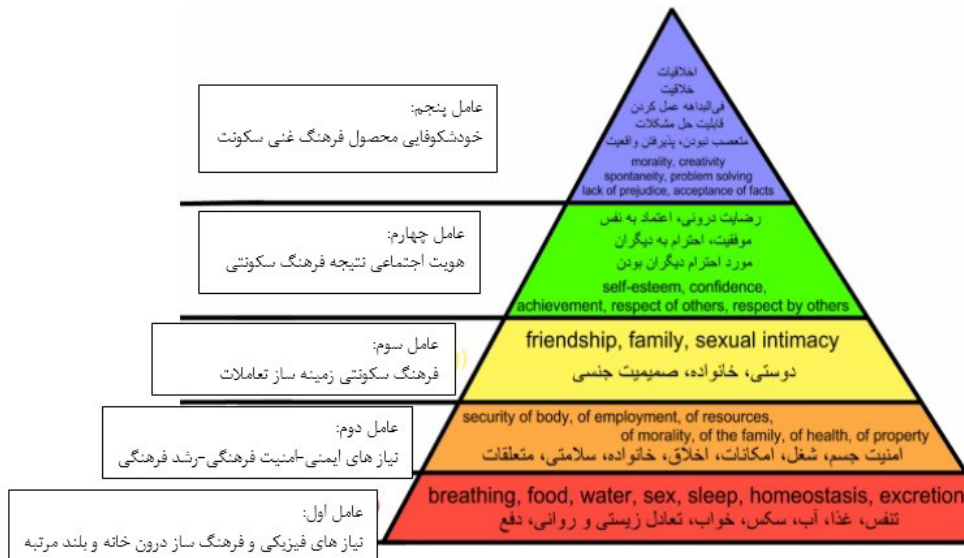 اخلاقیات
خلاقیت
فی‌البداهه عمل کردن
قابلیت حل مشکلات
متعصب نبودن، پذیرفتن واقعیت
morality, creativity
spontaneity, problem solving
lack of prejudice, acceptance of facts
عامل پنجم:
خودشکوفایی محصول فرهنگ غنی سکونت
رضایت درونی، اعتماد به نفس
موفقیت، احترام به دیگران
مورد احترام دیگران بودن
self-esteem, confidence,
achievement, respect of others, respect by others
عامل چهارم:
هویت اجتماعی نتیجه فرهنگ سکونتی
friendship, family, sexual intimacy
دوستی، خانواده، صمیمیت جنسی
عامل سوم:
فرهنگ سکونتی زمینه ساز تعاملات
security of body, of employment, of resources,
of morality, of the family, of health, of property
امنیت جسم، شغل، امکانات، اخلاق، خانواده، سلامتی، متعلقات
عامل دوم:
نیاز های ایمنی-امنیت فرهنگی-رشد فرهنگی
breathing, food, water, sex, sleep, homeostasis, excretion
تنفس، غذا، آب، سکس، خواب، تعادل زیستی و روانی، دفع
عامل اول:
نیاز های فیزیکی و فرهنگ ساز درون خانه و بلند مرتبه